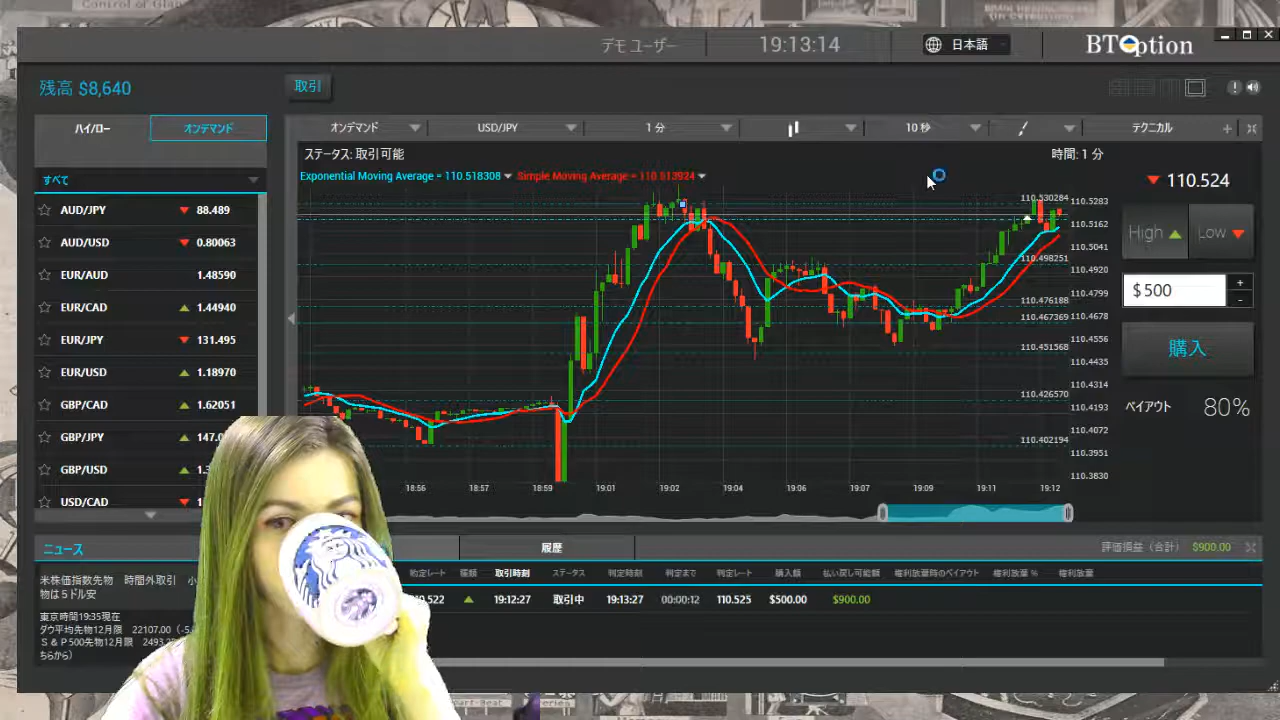 Control of Glan
デモ ユーザー
19:13:14
日本語
BTOption
残高 $8,640
取引
ハイ/ロー
オンデマンド
オンデマンド
USD/JPY
1 分
10 秒
テクニカル
すべて
ステータス: 取引可能
時間: 1 分
Exponential Moving Average = 110.518308
Simple Moving Average = 110.513924
AUD/JPY 88.489
AUD/USD 0.80063
EUR/AUD 1.48590
EUR/CAD 1.44940
EUR/JPY 131.495
EUR/USD 1.18970
GBP/CAD 1.62051
GBP/JPY 147.0
GBP/USD 1.
USD/CAD 1
110.530284
110.498251
110.476188
110.467369
110.451568
110.426570
110.402194
110.5283
110.5162
110.5041
110.4920
110.4799
110.4678
110.4556
110.4435
110.4314
110.4193
110.4072
110.3951
110.3830
18:56
18:57
18:59
19:01
19:02
19:04
19:06
19:07
19:09
19:11
19:12
110.524
High
Low
$ 500
+
-
購入
ペイアウト 80%
ニュース
履歴
評価損益（合計） $900.00
米株価指数先物 時間外取引 小
物は５ドル安
東京時間19:35現在
ダウ平均先物12月限 22107.00 (-5.
Ｓ＆Ｐ500先物12月限 2493.2
ちらから)
約定レート
種類
取引時刻
ステータス
判定時刻
判定まで
判定レート
購入額
払い戻し可能額
権利放棄時のペイアウト
権利放棄 %
権利放棄
0.522
19:12:27
取引中
19:13:27
00:00:12
110.525
$500.00
$900.00